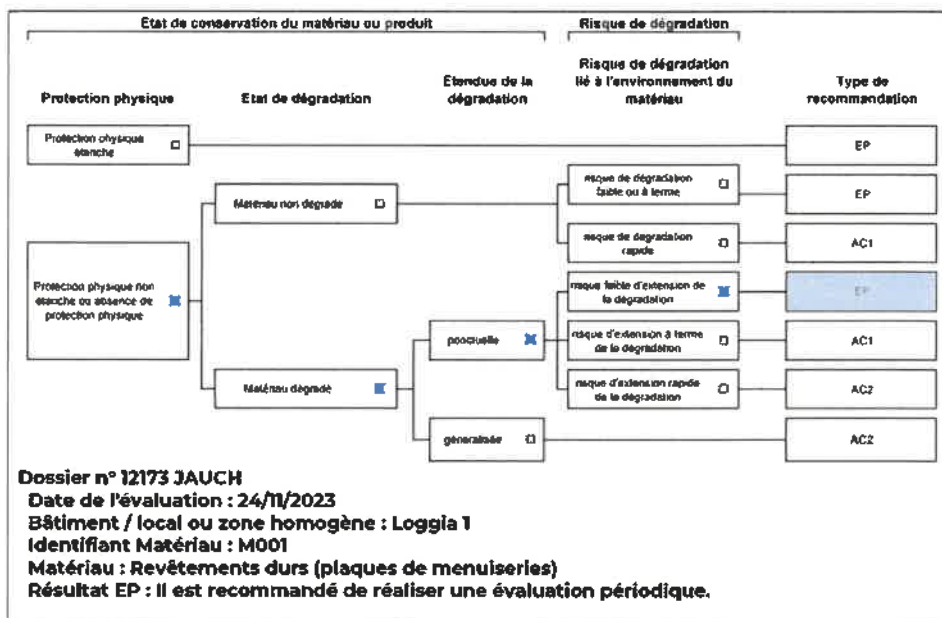 Etat de conservation du matériau ou produit
Risque de dégradation
Protection physique
Etat de dégradation
Etendue de la
dégradation
Risque de dégradation
lié à l'environnement du
matériau
Type de
recommandation
Protection physique
étanche
EP
Matériau non dégradé
risque de dégradation
faible ou à terme
EP
risque de dégradation
rapide
AC1
Protection physique non
étanche ou absence de
protection physique
risque faible d'extension de
la dégradation
EP
ponctuelle
risque d'extension à terme
de la dégradation
AC1
Matériau dégradé
risque d'extension rapide
de la dégradation
AC2
généralisée
AC2
Dossier n° 12173 JAUCH
Date de l'évaluation : 24/11/2023
Bâtiment / local ou zone homogène : Loggia 1
Identifiant Matériau : M001
Matériau : Revêtements durs (plaques de menuiseries)
Résultat EP : Il est recommandé de réaliser une évaluation périodique.